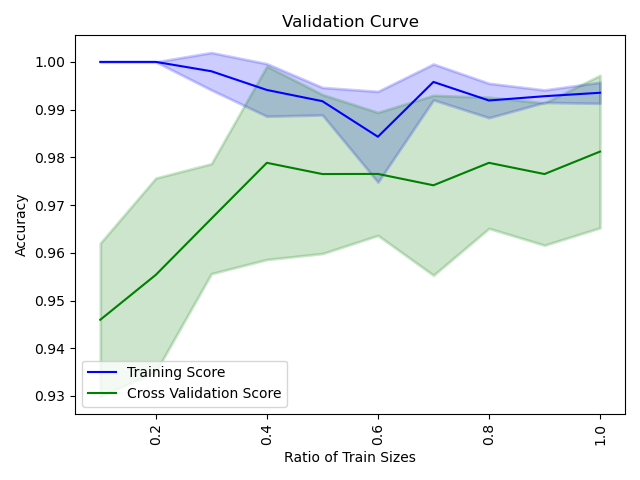 Validation Curve
1.00
0.99
0.98
0.97
0.96
0.95
0.94
0.93
Accuracy
Training Score
Cross Validation Score
0.2
0.4
0.6
0.8
1.0
Ratio of Train Sizes